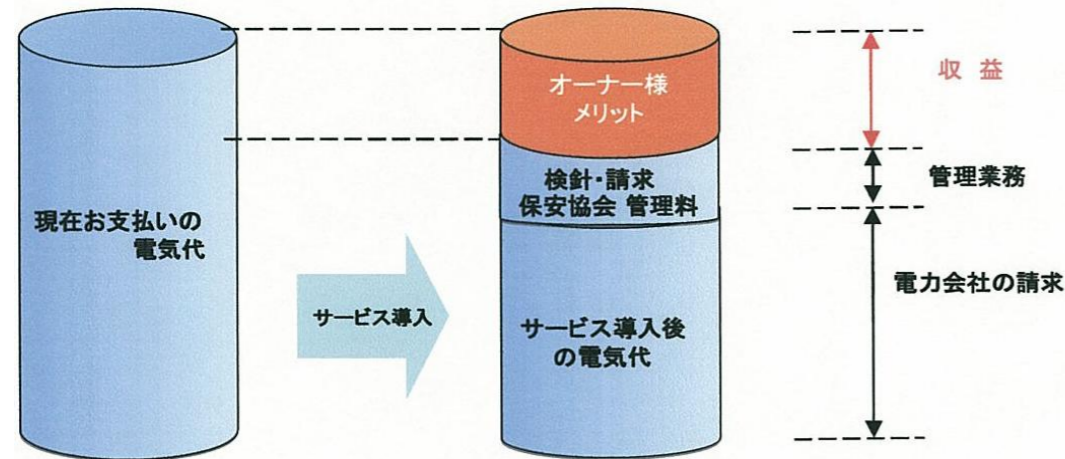 現在お支払いの
電気代
サービス導入
オーナー様
メリット
検針・請求
保安協会 管理料
サービス導入後
の電気代
収 益
管理業務
電力会社の請求